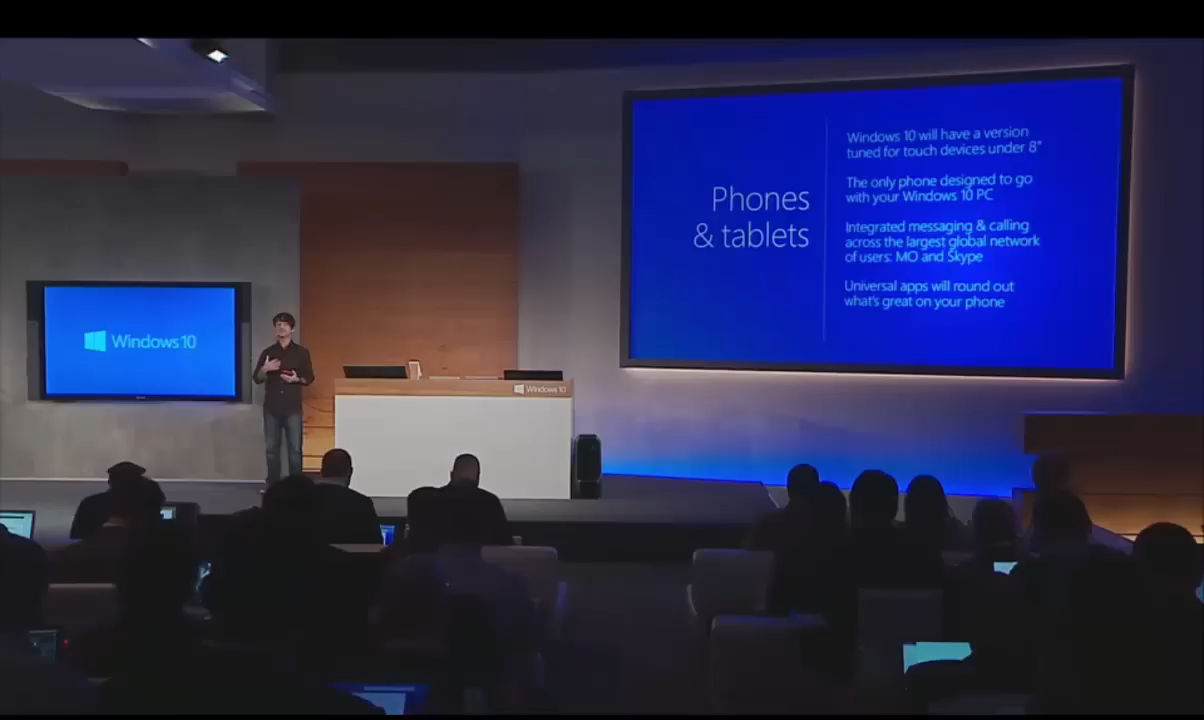 Windows 10
Windows 10
Phones
& tablets
Windows 10 will have a version
tuned for touch devices under 8"
The only phone designed to go
with your Windows 10 PC
Integrated messaging & calling
across the largest global network
of users: MO and Skype
Universal apps will round out
what's great on your phone